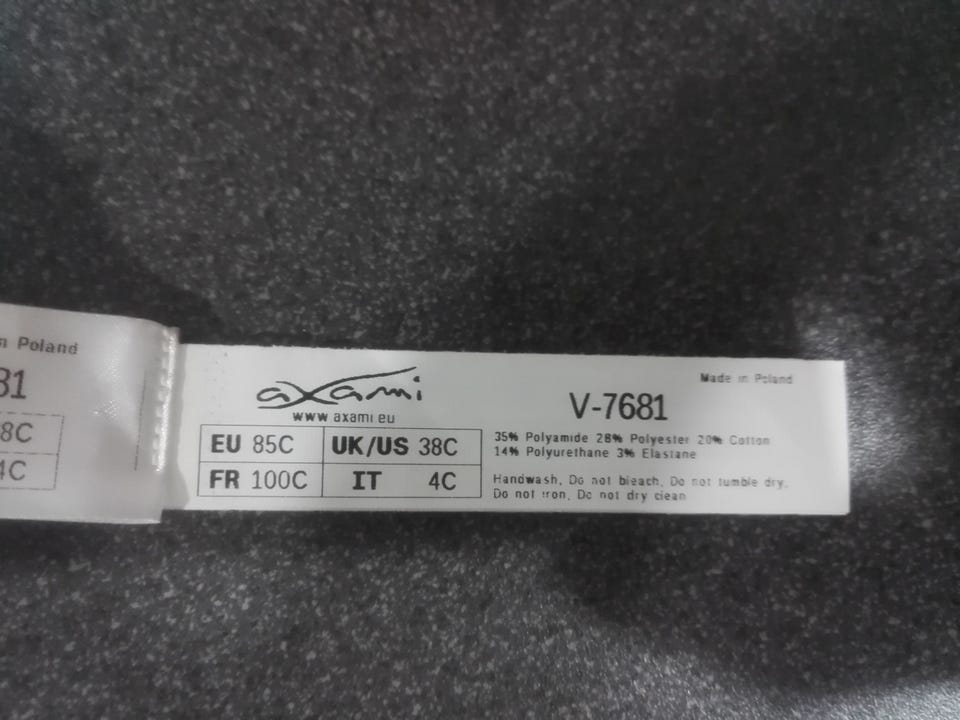 n Poland
81
8C
4C
axami
www.axami.eu
EU 85C UK/US 38C
FR 100C IT 4C
Made in Poland
V-7681
35% Polyamide 28% Polyester 20% Cotton
14% Polyurethane 3% Elastane
Handwash, Do not bleach, Do not tumble dry,
Do not iron, Do not dry clean